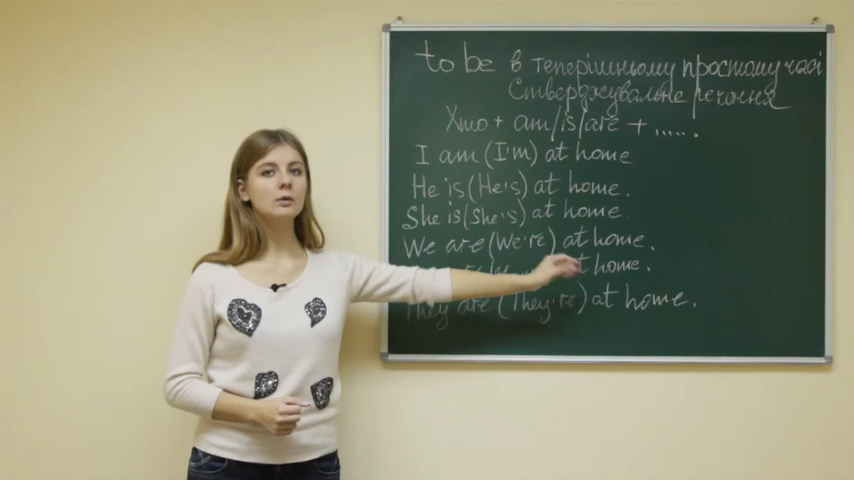 to be в теперішньому простому часі
Стверджувальне речення
Хто + am/is/are + .....
I am (I'm) at home
He is (He's) at home.
She is (She's) at home
We are (We're) at home.
at home.
They are (They're) at home.